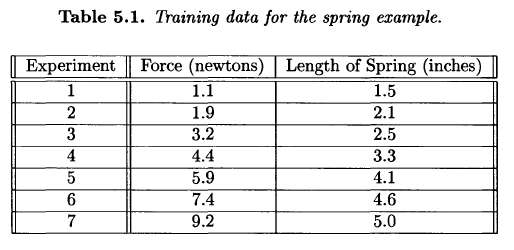 Table 5.1. Training data for the spring example.
Experiment Force (newtons) Length of Spring (inches)
1 1.1 1.5
2 1.9 2.1
3 3.2 2.5
4 4.4 3.3
5 5.9 4.1
6 7.4 4.6
7 9.2 5.0